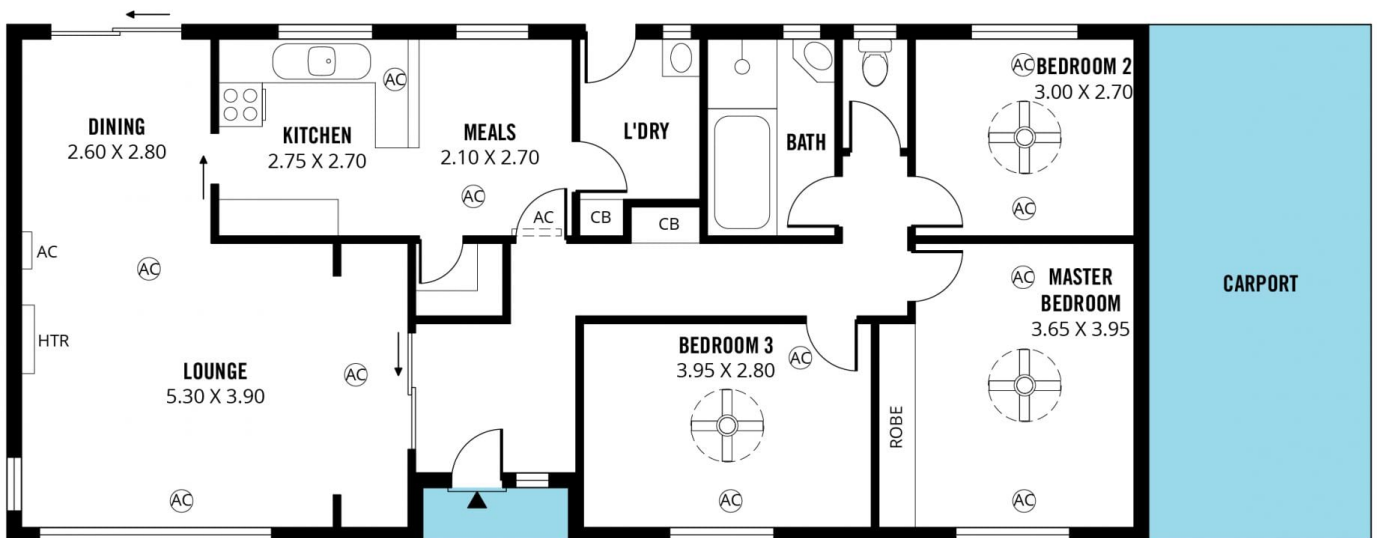 DINING
2.60 X 2.80
KITCHEN
2.75 X 2.70
AC
MEALS
2.10 X 2.70
AC
AC
L'DRY
CB
CB
BATH
AC
BEDROOM 2
3.00 X 2.70
AC
AC
AC
HTR
LOUNGE
5.30 X 3.90
AC
AC
BEDROOM 3
3.95 X 2.80
AC
AC
ROBE
AC
MASTER
BEDROOM
3.65 X 3.95
AC
CARPORT